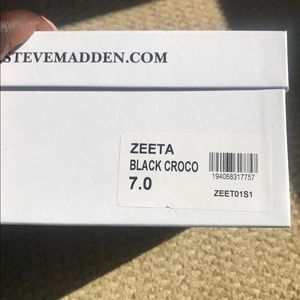 STEVEMADDEN.COM
ZEETA
BLACK CROCO
7.0
194068317757
ZEET01S1